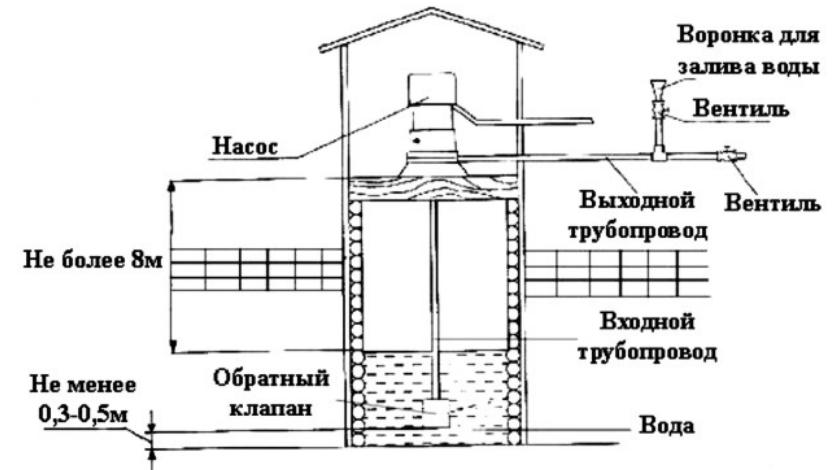 Воронка для
залива воды
Вентиль
Насос
Выходной
трубопровод
Вентиль
Не более 8м
Входной
трубопровод
Обратный
клапан
Не менее
0,3-0,5м
Вода